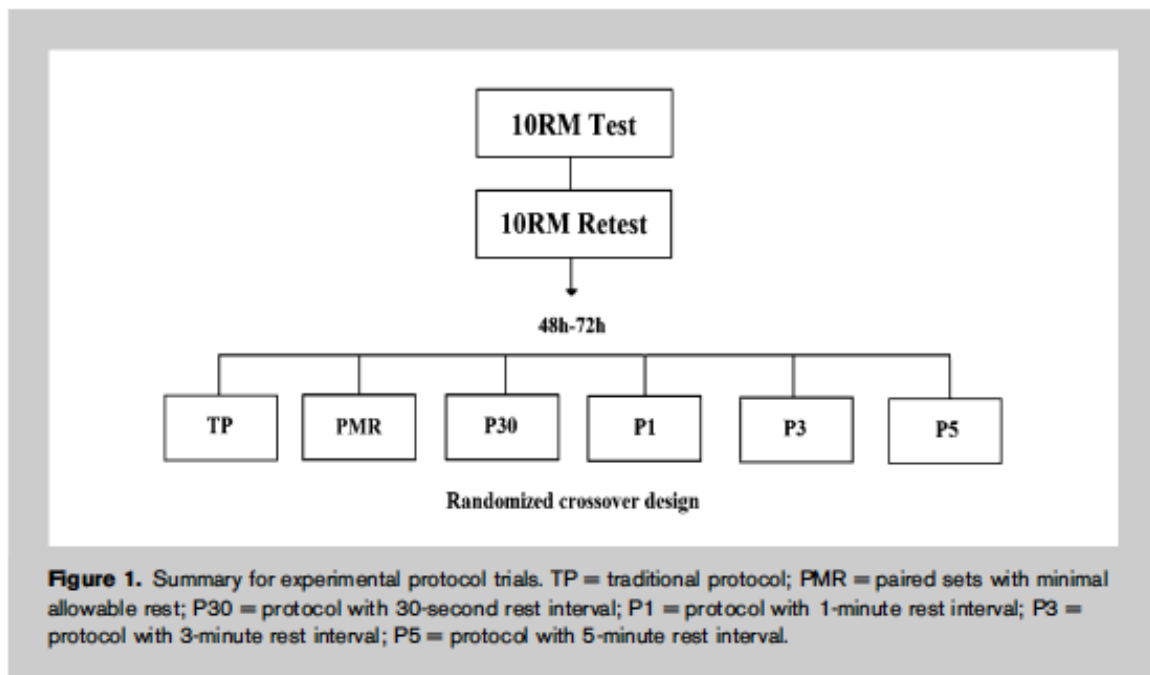 10RM Test
10RM Retest
48h-72h
TP PMR P30 P1 P3 P5
Randomized crossover design
Figure 1. Summary for experimental protocol trials. TP = traditional protocol; PMR = paired sets with minimal
allowable rest; P30 = protocol with 30-second rest interval; P1 = protocol with 1-minute rest interval; P3 =
protocol with 3-minute rest interval; P5 = protocol with 5-minute rest interval.